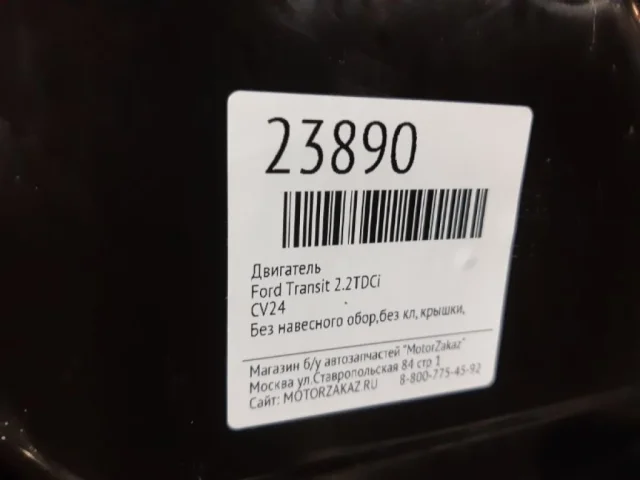 23890
Двигатель
Ford Transit 2.2TDCi
CV24
Без навесного обор,без кл, крышки,
Магазин б/у автозапчастей "MotorZakaz"
Москва ул.Ставропольская 84 стр 1
Сайт: MOTORZAKAZ.RU 8-800-775-45-92